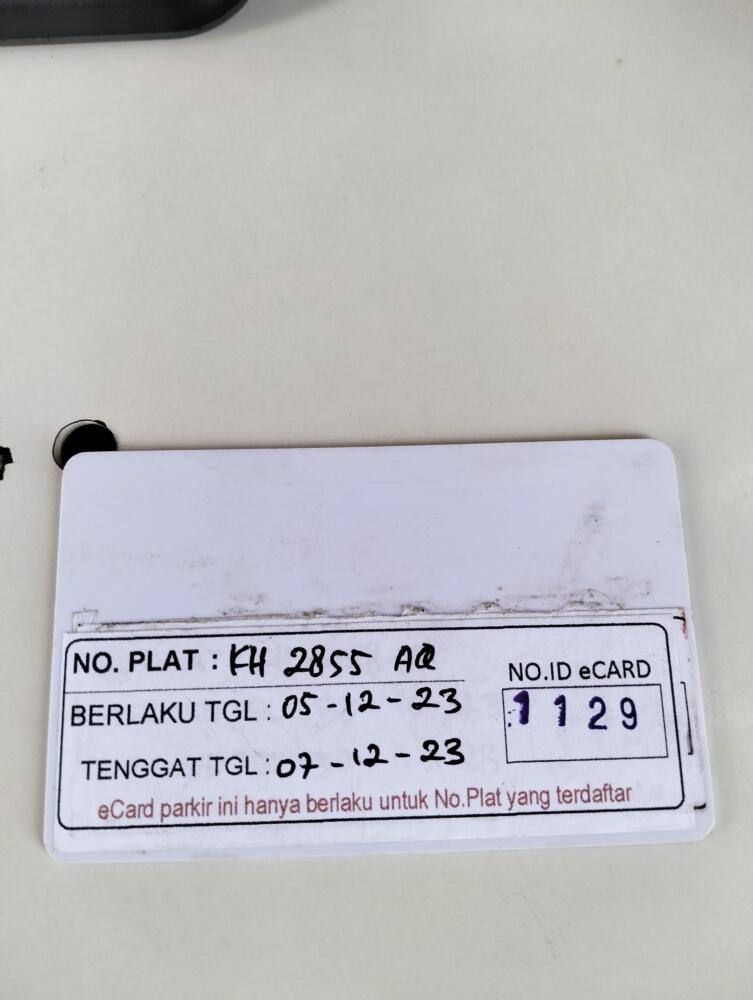 NO. PLAT : KH 2855 AQ
NO.ID eCARD
BERLAKU TGL : 05-12-23
1129
TENGGAT TGL : 07-12-23
eCard parkir ini hanya berlaku untuk No.Plat yang terdaftar